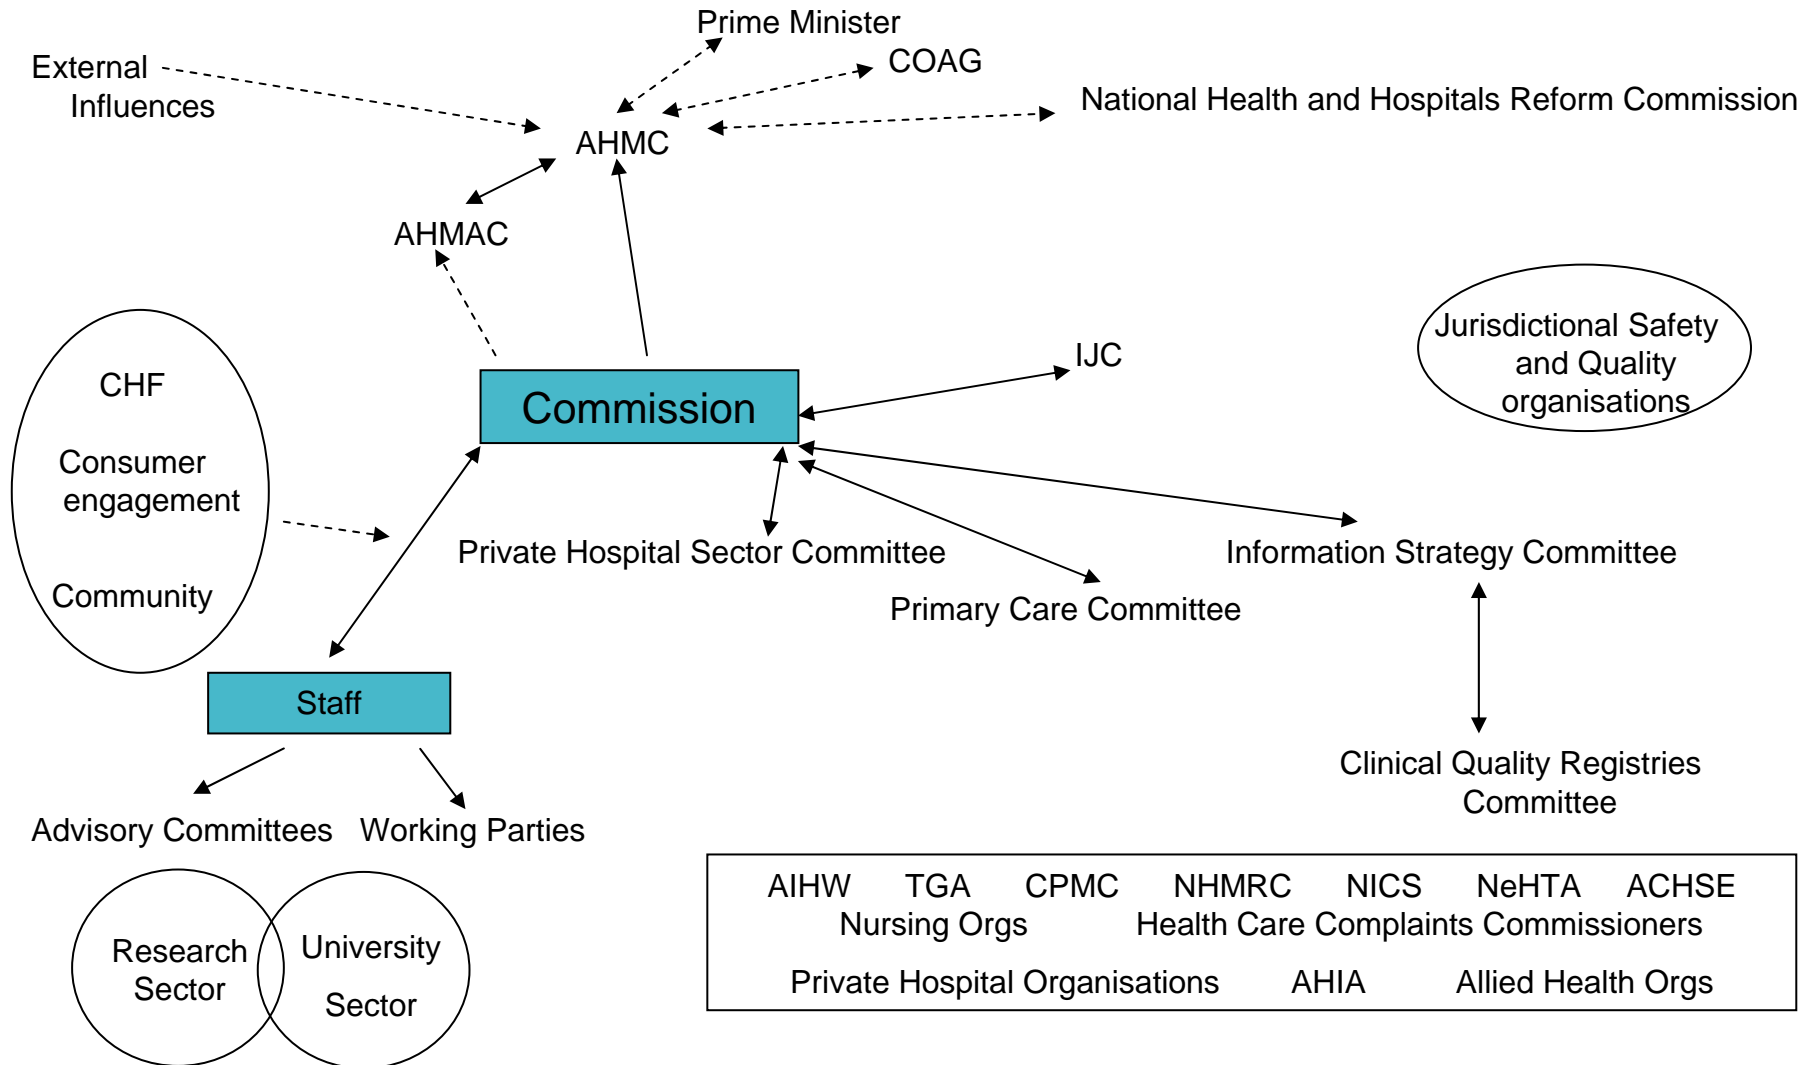 Prime Minister
External
Influences
COAG
National Health and Hospitals Reform Commission
AHMC
AHMAC
IJC
Jurisdictional Safety
and Quality
organisations
CHF
Consumer
engagement
Community
Commission
Private Hospital Sector Committee
Information Strategy Committee
Primary Care Committee
Staff
Clinical Quality Registries
Committee
Advisory Committees
Working Parties
Research
Sector
University
Sector
AIHW TGA CPMC NHMRC NICS NeHTA ACHSE
Nursing Orgs Health Care Complaints Commissioners
Private Hospital Organisations AHIA Allied Health Orgs